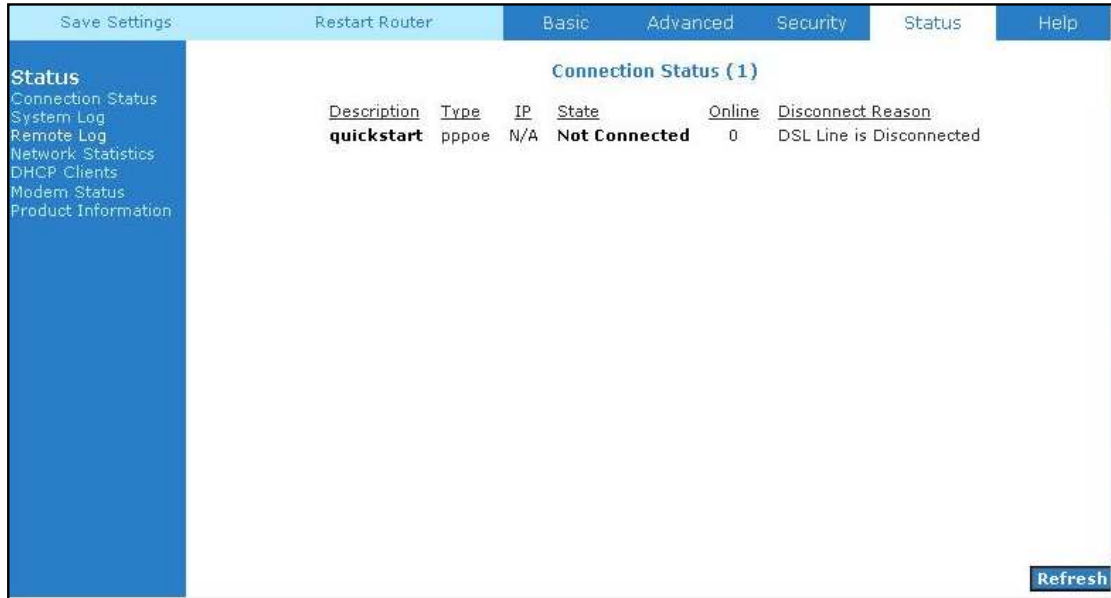 Save Settings Restart Router Basic Advanced Security Status Help
Status
Connection Status
System Log
Remote Log
Network Statistics
DHCP Clients
Modem Status
Product Information
Connection Status (1)
Description Type IP State Online Disconnect Reason
quickstart pppoe N/A Not Connected 0 DSL Line is Disconnected
Refresh